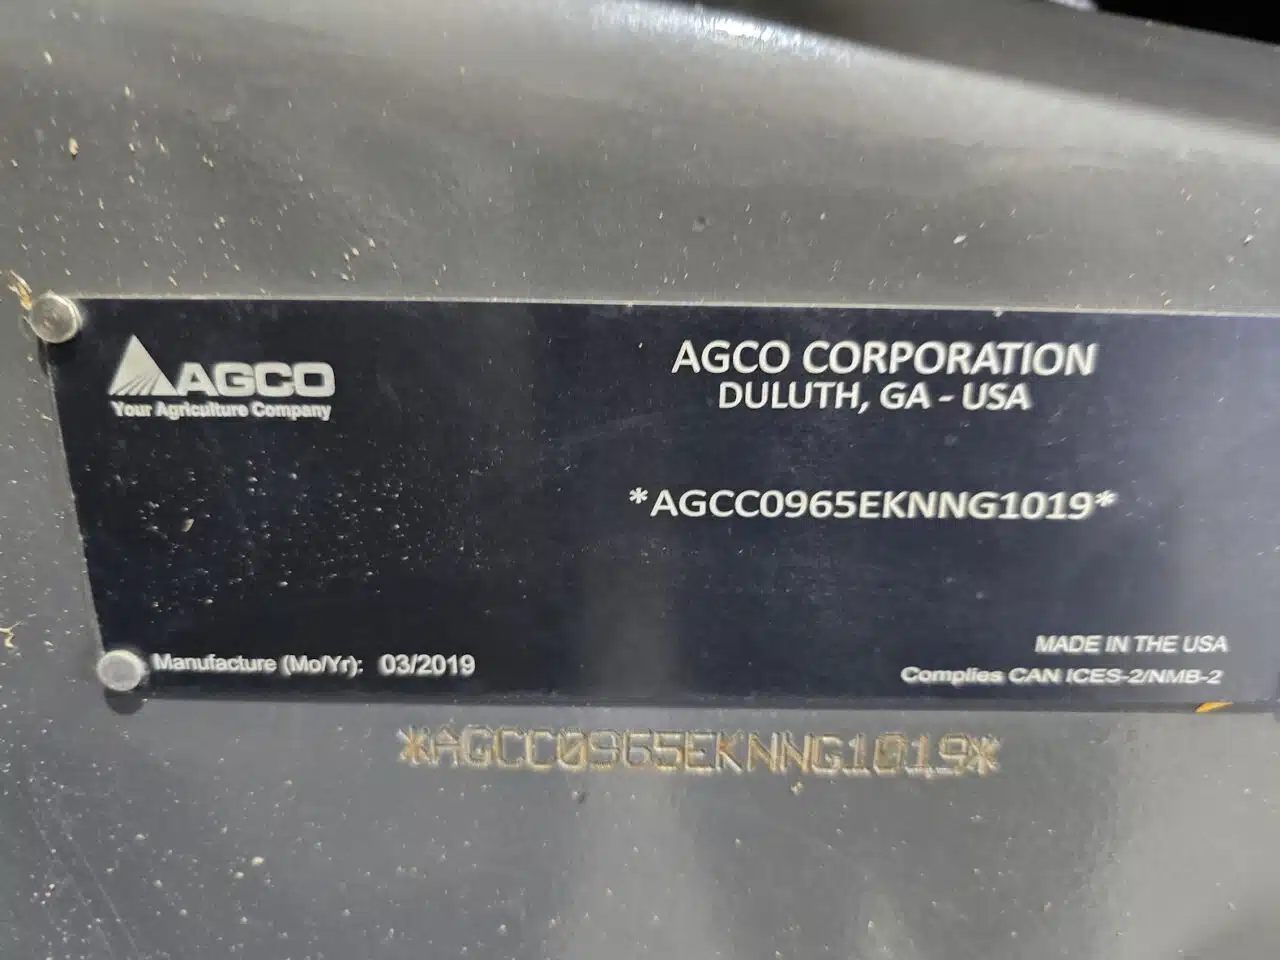 AGCO
Your Agriculture Company
AGCO CORPORATION
DULUTH, GA - USA
*AGCC0965EKNNG1019*
Manufacture (Mo/Yr): 03/2019
MADE IN THE USA
Complies CAN ICES-2/NMB-2
*AGCC0965EKNNG1019*